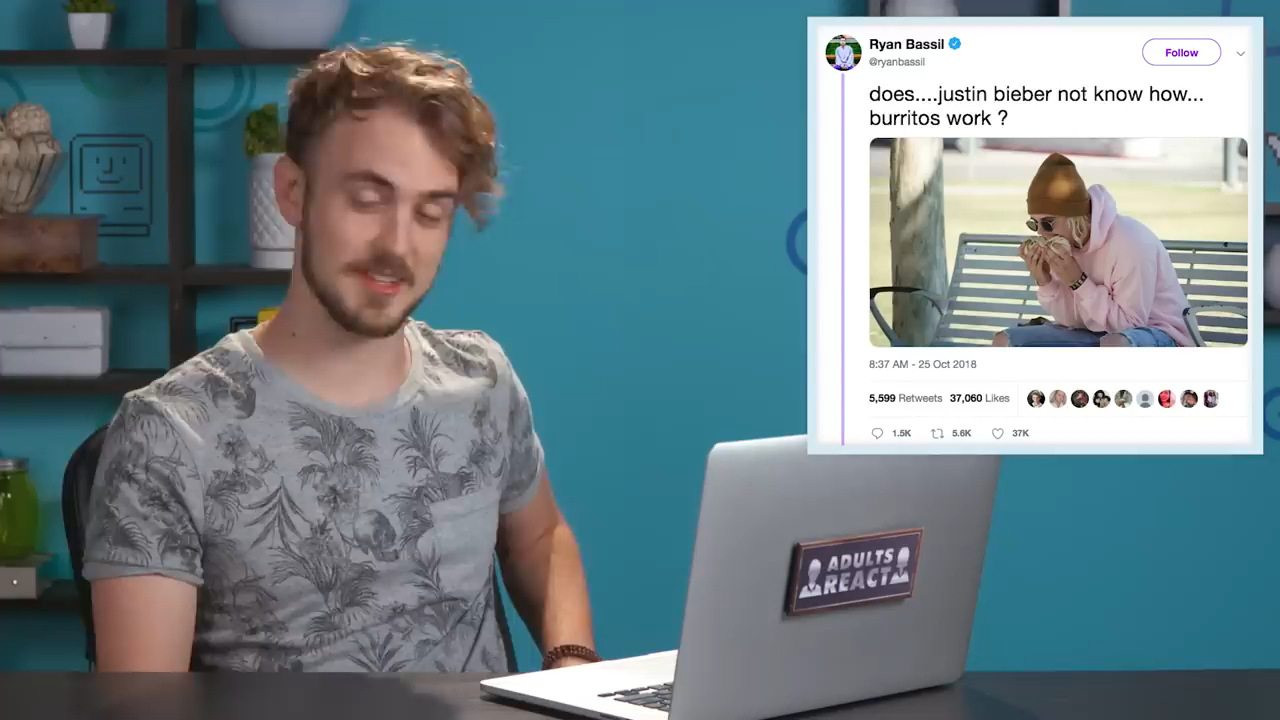 Ryan Bassil
@ryanbassil
Follow
does....justin bieber not know how...
burritos work ?
8:37 AM - 25 Oct 2018
5,599 Retweets 37,060 Likes
1.5K 5.6K 37K
ADULTS
REACT